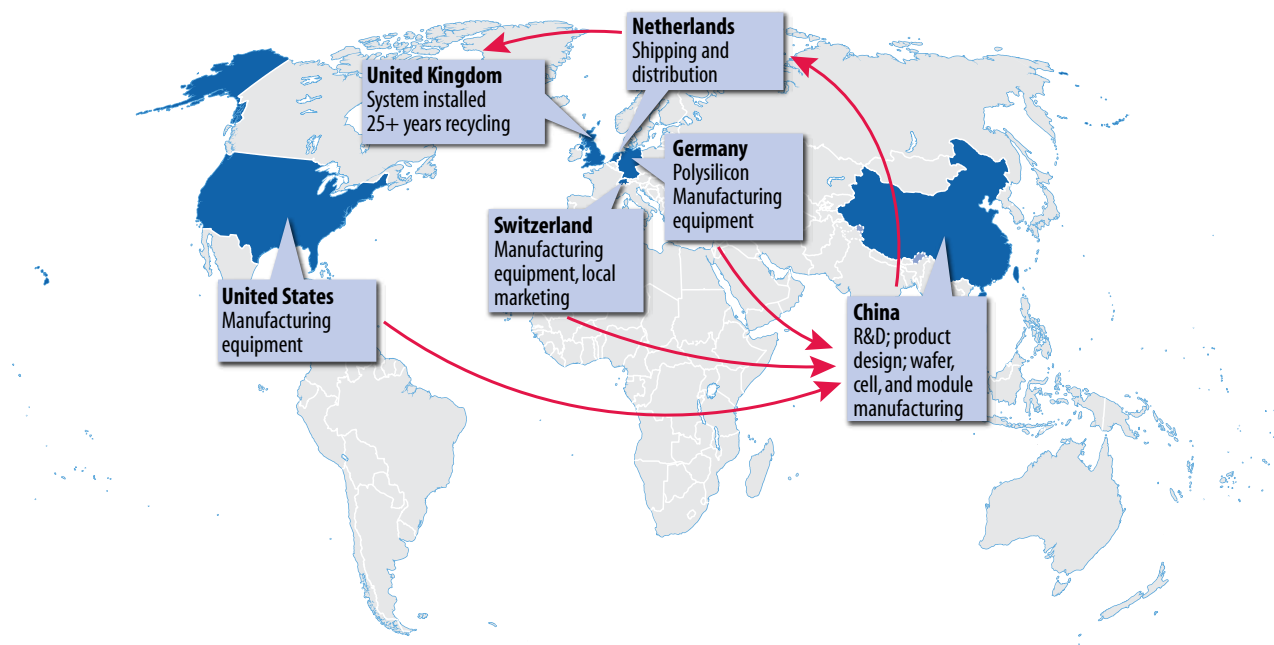 Netherlands
Shipping and
distribution
United Kingdom
System installed
25+ years recycling
Germany
Polysilicon
Manufacturing
equipment
Switzerland
Manufacturing
equipment, local
marketing
United States
Manufacturing
equipment
China
R&D; product
design; wafer,
cell, and module
manufacturing